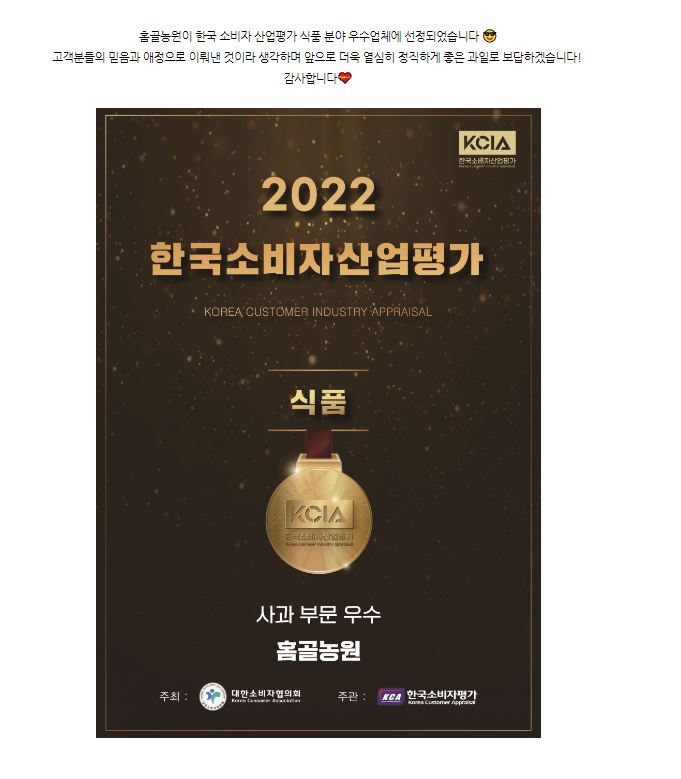 홈골농원이 한국 소비자 산업평가 식품 분야 우수업체에 선정되었습니다 😎
고객분들의 믿음과 애정으로 이뤄낸 것이라 생각하며 앞으로 더욱 열심히 정직하게 좋은 과일로 보답하겠습니다!
감사합니다💝
KCIA
한국소비자산업평가
Korea Customer Industry Appraisal
2022
한국소비자산업평가
KOREA CUSTOMER INDUSTRY APPRAISAL
식품
KCIA
한국소비자산업평가
Korea Customer Industry Appraisal
사과 부문 우수
홈골농원
주최 : 대한소비자협의회 Korea Consumer Association 주관 : KCA 한국소비자평가 Korea Customer Appraisal